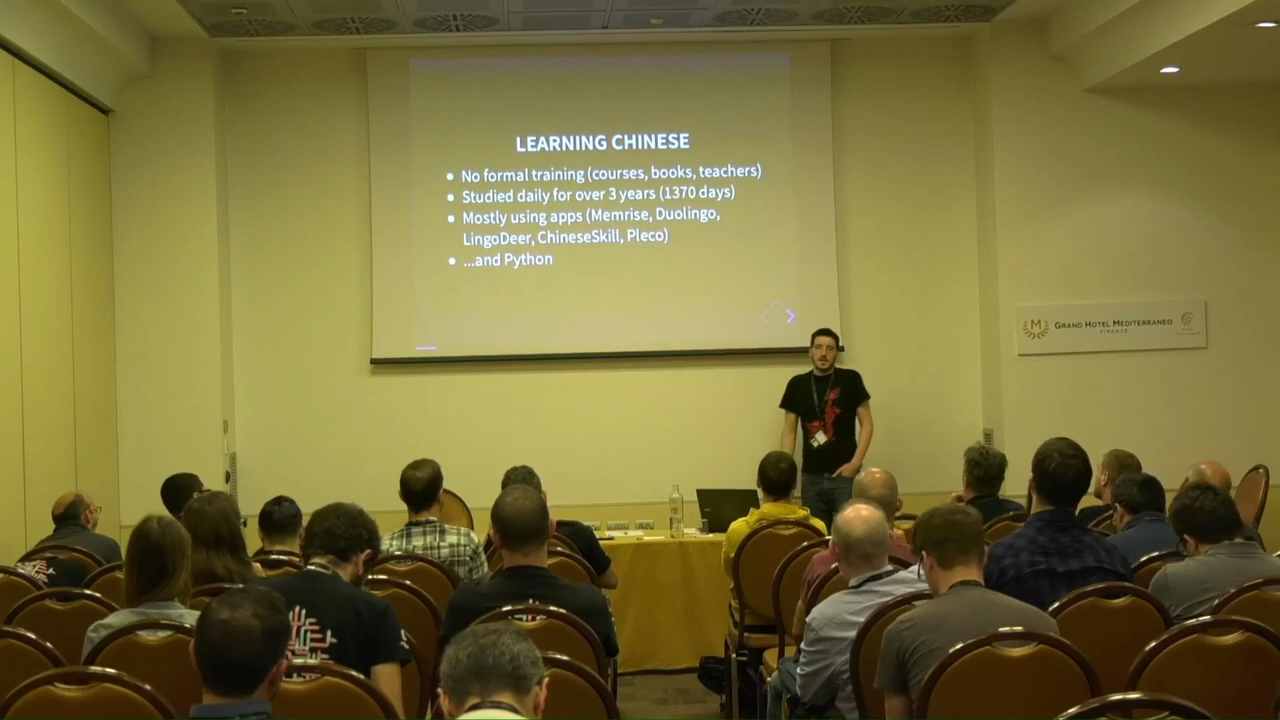 LEARNING CHINESE
• No formal training (courses, books, teachers)
• Studied daily for over 3 years (1370 days)
• Mostly using apps (Memrise, Duolingo,
LingoDeer, ChineseSkill, Pleco)
• ...and Python
M GRAND HOTEL MEDITERRANEO
FIRENZE